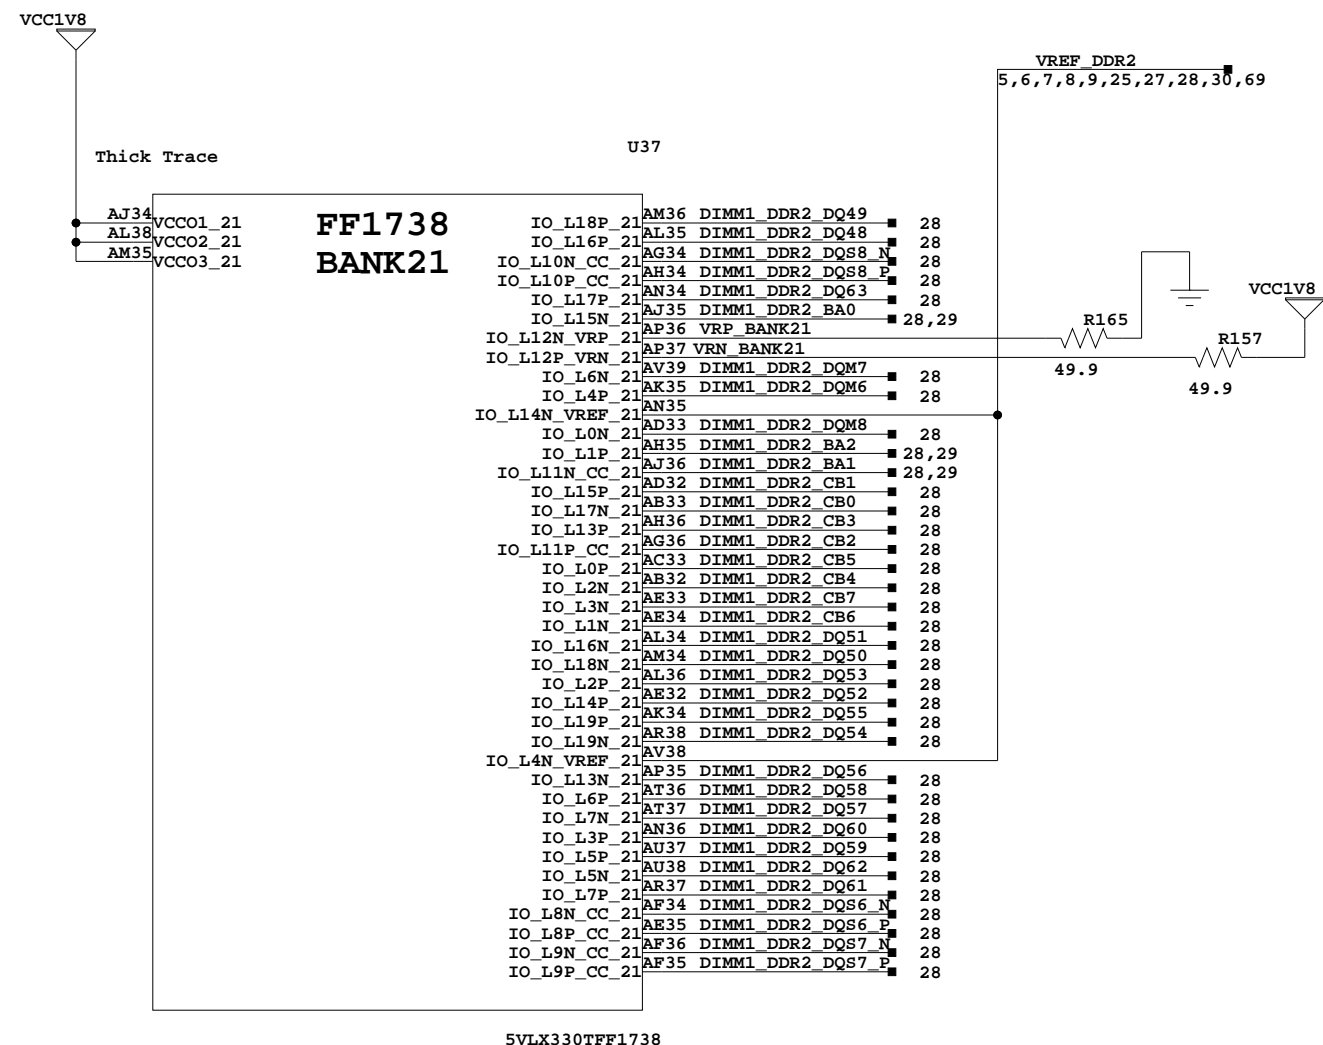 VCC1V8
VREF_DDR2
5,6,7,8,9,25,27,28,30,69
U37
Thick Trace
FF1738
BANK21
AJ34 VCCO1_21
AL38 VCCO2_21
AM35 VCCO3_21
IO_L18P_21 AM36 DIMM1_DDR2_DQ49 28
IO_L16P_21 AL35 DIMM1_DDR2_DQ48 28
IO_L10N_CC_21 AG34 DIMM1_DDR2_DQS8_N 28
IO_L10P_CC_21 AH34 DIMM1_DDR2_DQS8_P 28
IO_L17P_21 AN34 DIMM1_DDR2_DQ63 28
IO_L15N_21 AJ35 DIMM1_DDR2_BA0 28,29
IO_L12N_VRP_21 AP36 VRP_BANK21
R165
49.9
VCC1V8
IO_L12P_VRN_21 AP37 VRN_BANK21
R157
49.9
IO_L6N_21 AV39 DIMM1_DDR2_DQM7 28
IO_L4P_21 AK35 DIMM1_DDR2_DQM6 28
IO_L14N_VREF_21 AN35
IO_L0N_21 AD33 DIMM1_DDR2_DQM8 28
IO_L1P_21 AH35 DIMM1_DDR2_BA2 28,29
IO_L11N_CC_21 AJ36 DIMM1_DDR2_BA1 28,29
IO_L15P_21 AD32 DIMM1_DDR2_CB1 28
IO_L17N_21 AB33 DIMM1_DDR2_CB0 28
IO_L13P_21 AH36 DIMM1_DDR2_CB3 28
IO_L11P_CC_21 AG36 DIMM1_DDR2_CB2 28
IO_L0P_21 AC33 DIMM1_DDR2_CB5 28
IO_L2N_21 AB32 DIMM1_DDR2_CB4 28
IO_L3N_21 AE33 DIMM1_DDR2_CB7 28
IO_L1N_21 AE34 DIMM1_DDR2_CB6 28
IO_L16N_21 AL34 DIMM1_DDR2_DQ51 28
IO_L18N_21 AM34 DIMM1_DDR2_DQ50 28
IO_L2P_21 AL36 DIMM1_DDR2_DQ53 28
IO_L14P_21 AE32 DIMM1_DDR2_DQ52 28
IO_L19P_21 AK34 DIMM1_DDR2_DQ55 28
IO_L19N_21 AR38 DIMM1_DDR2_DQ54 28
IO_L4N_VREF_21 AV38
IO_L13N_21 AP35 DIMM1_DDR2_DQ56 28
IO_L6P_21 AT36 DIMM1_DDR2_DQ58 28
IO_L7N_21 AT37 DIMM1_DDR2_DQ57 28
IO_L3P_21 AN36 DIMM1_DDR2_DQ60 28
IO_L5P_21 AU37 DIMM1_DDR2_DQ59 28
IO_L5N_21 AU38 DIMM1_DDR2_DQ62 28
IO_L7P_21 AR37 DIMM1_DDR2_DQ61 28
IO_L8N_CC_21 AF34 DIMM1_DDR2_DQS6_N 28
IO_L8P_CC_21 AE35 DIMM1_DDR2_DQS6_P 28
IO_L9N_CC_21 AF36 DIMM1_DDR2_DQS7_N 28
IO_L9P_CC_21 AF35 DIMM1_DDR2_DQS7_P 28
5VLX330TFF1738